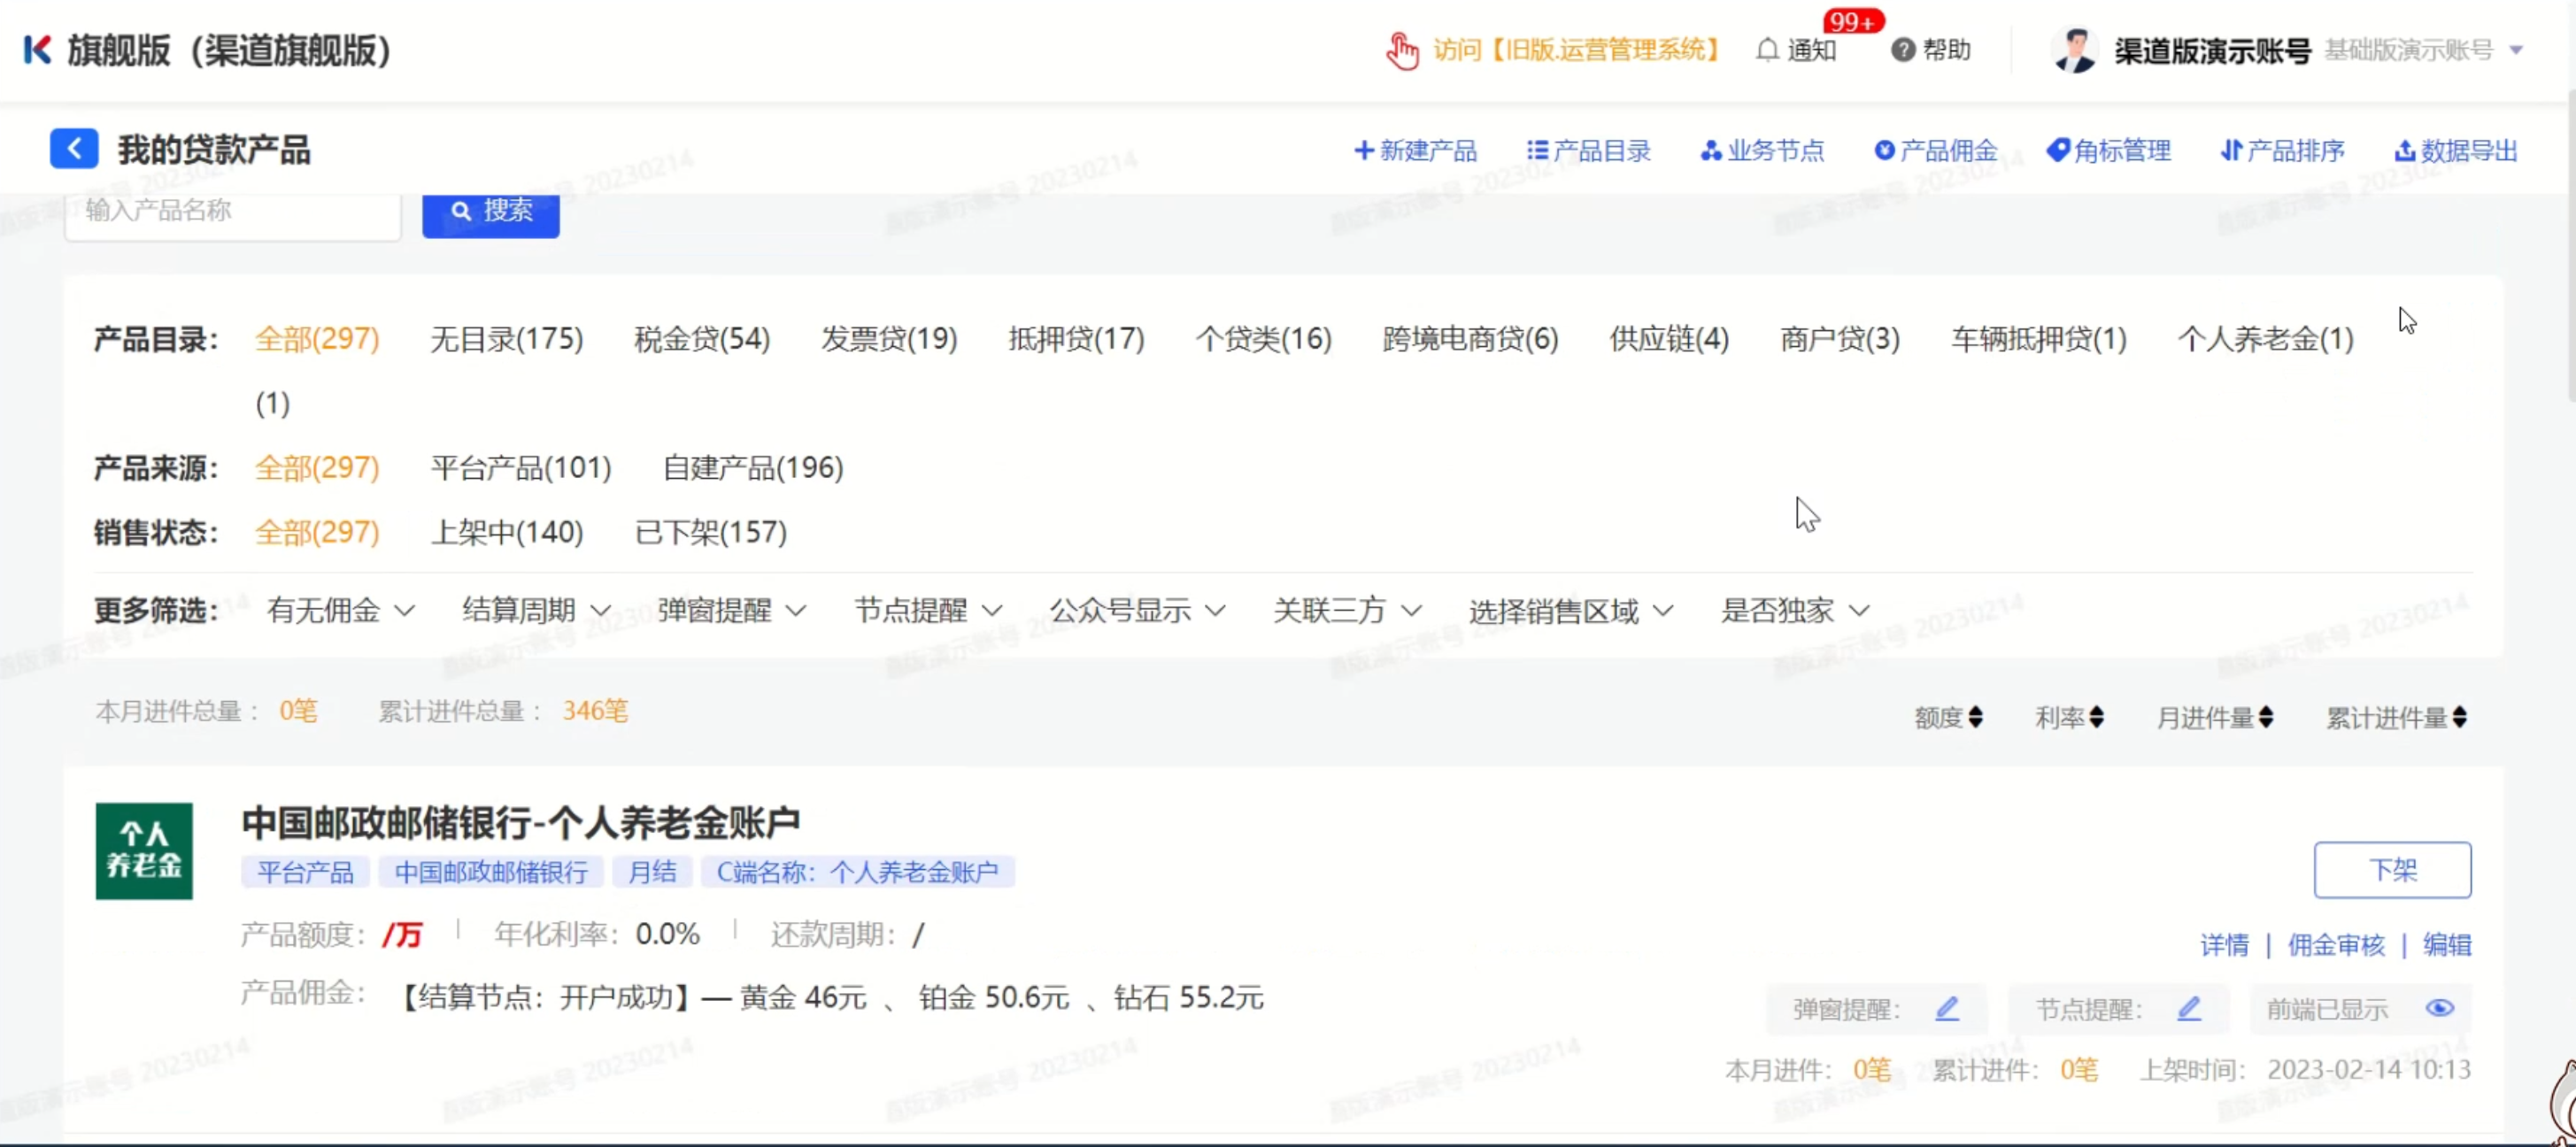 旗舰版（渠道旗舰版）
访问【旧版.运营管理系统】 通知 99+ 帮助 渠道版演示账号 基础版演示账号
我的贷款产品
新建产品 产品目录 业务节点 产品佣金 角标管理 产品排序 数据导出
输入产品名称 搜索
产品目录： 全部(297) 无目录(175) 税金贷(54) 发票贷(19) 抵押贷(17) 个贷类(16) 跨境电商贷(6) 供应链(4) 商户贷(3) 车辆抵押贷(1) 个人养老金(1)
(1)
产品来源： 全部(297) 平台产品(101) 自建产品(196)
销售状态： 全部(297) 上架中(140) 已下架(157)
更多筛选： 有无佣金 结算周期 弹窗提醒 节点提醒 公众号显示 关联三方 选择销售区域 是否独家
本月进件总量： 0笔 累计进件总量： 346笔
额度 利率 月进件量 累计进件量
个人
养老金
中国邮政邮储银行-个人养老金账户
平台产品 中国邮政邮储银行 月结 C端名称：个人养老金账户
下架
产品额度： /万 年化利率：0.0% 还款周期：/
详情 | 佣金审核 | 编辑
产品佣金： 【结算节点：开户成功】— 黄金 46元 、 铂金 50.6元 、钻石 55.2元
弹窗提醒： 节点提醒： 前端已显示
本月进件： 0笔 累计进件： 0笔 上架时间： 2023-02-14 10:13